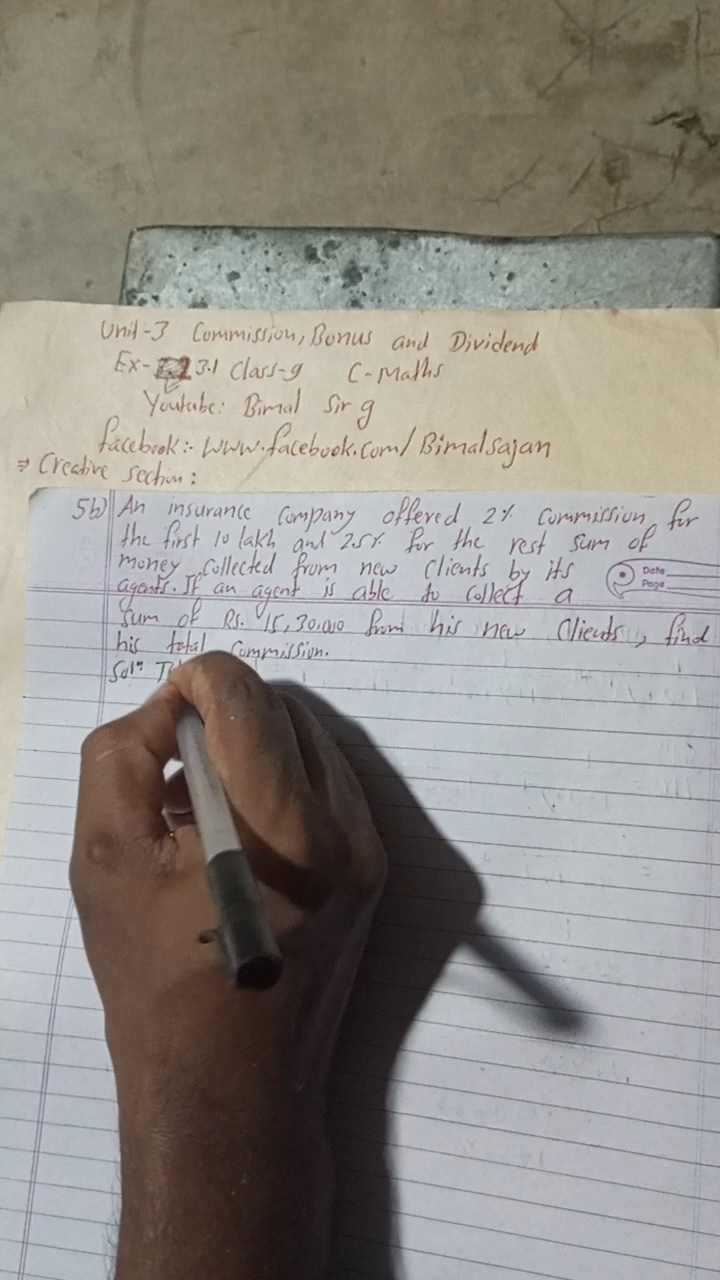 Unit-3 Commission, Bonus and Dividend
Ex- 3.1 Class-9 C-Maths
Youtube: Bimal Sir g
facebook:- www.facebook.com/Bimalsajan
⇒ Creative section:
5b) An insurance Company offered 2% Commission for
the first 10 lakh and 2.5% for the rest sum of
money collected from new Clients by its
Date
Page
agents. If an agent is able to collect a
sum of Rs. 15,30,000 from his new Clients, find
his total Commission.
Solⁿ